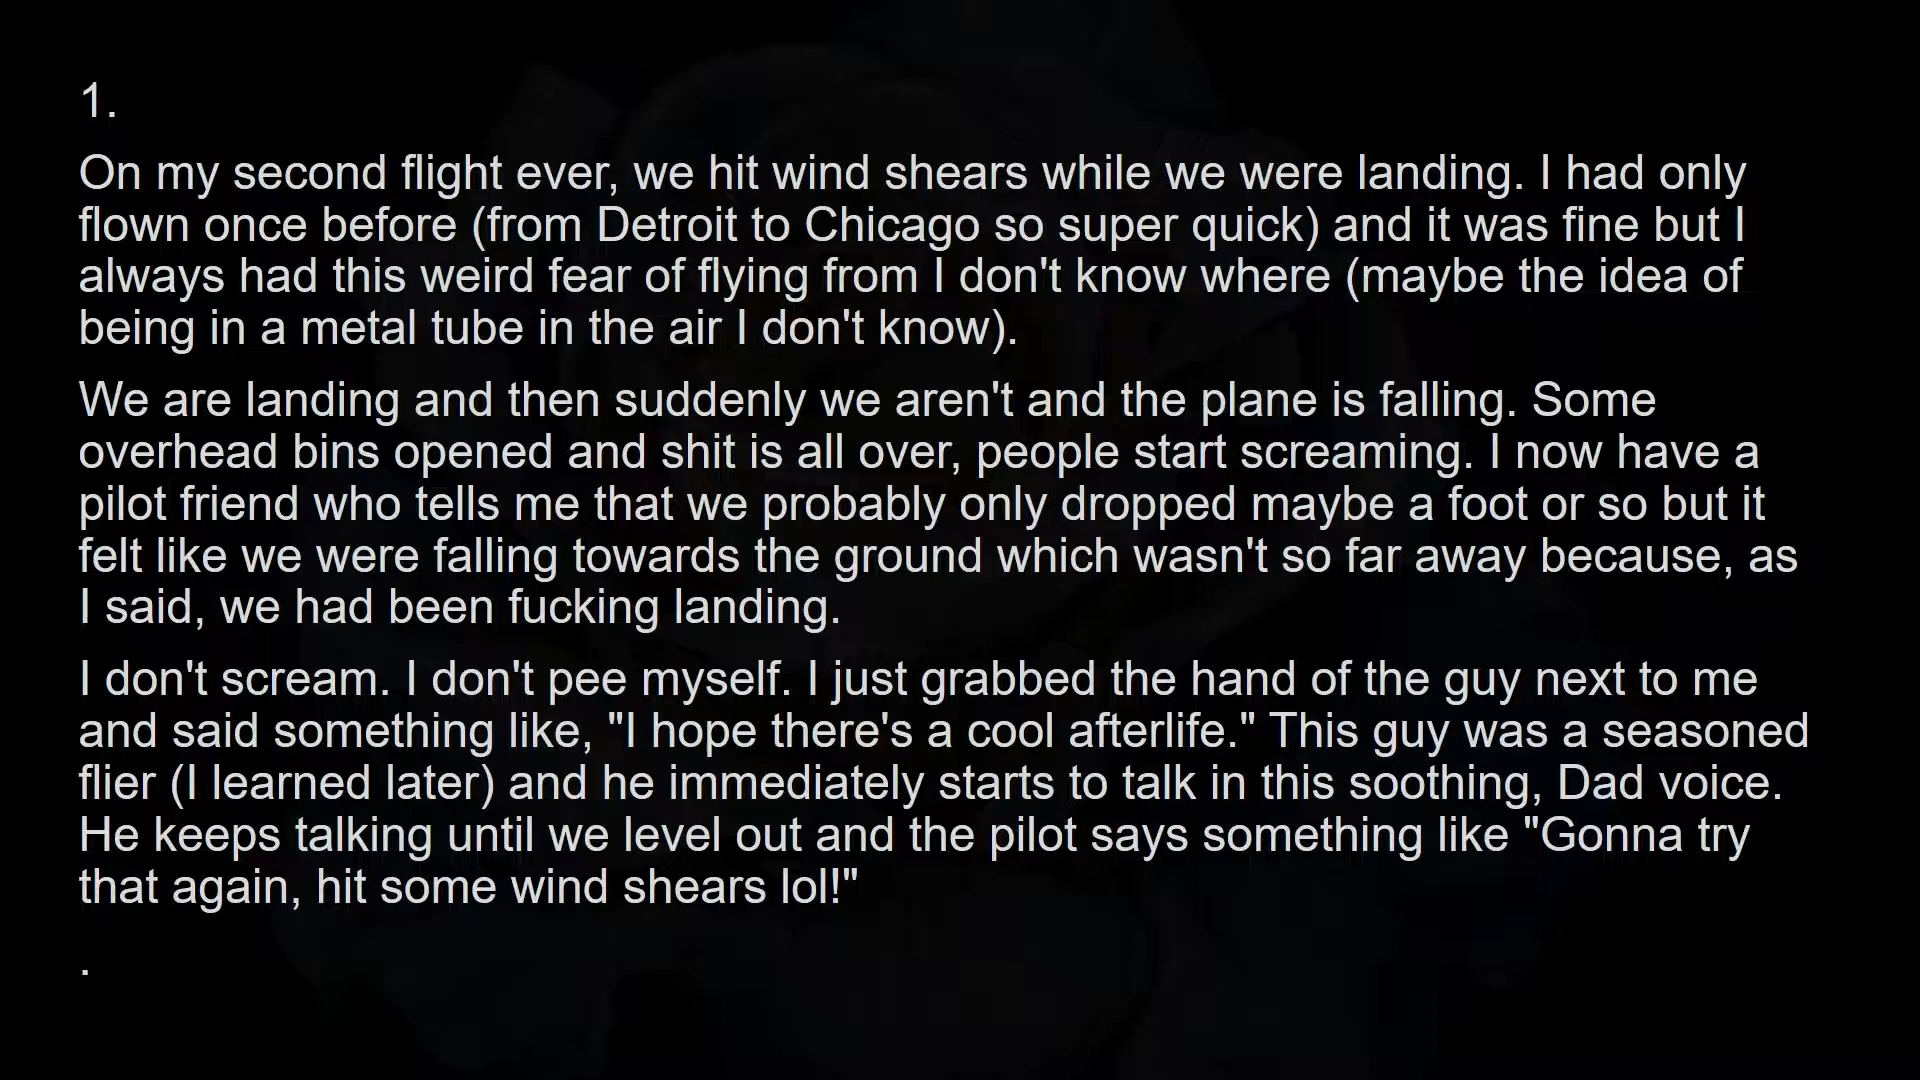 1.
On my second flight ever, we hit wind shears while we were landing. I had only
flown once before (from Detroit to Chicago so super quick) and it was fine but I
always had this weird fear of flying from I don't know where (maybe the idea of
being in a metal tube in the air I don't know).
We are landing and then suddenly we aren't and the plane is falling. Some
overhead bins opened and shit is all over, people start screaming. I now have a
pilot friend who tells me that we probably only dropped maybe a foot or so but it
felt like we were falling towards the ground which wasn't so far away because, as
I said, we had been fucking landing.
I don't scream. I don't pee myself. I just grabbed the hand of the guy next to me
and said something like, "I hope there's a cool afterlife." This guy was a seasoned
flier (I learned later) and he immediately starts to talk in this soothing, Dad voice.
He keeps talking until we level out and the pilot says something like "Gonna try
that again, hit some wind shears lol!"
.